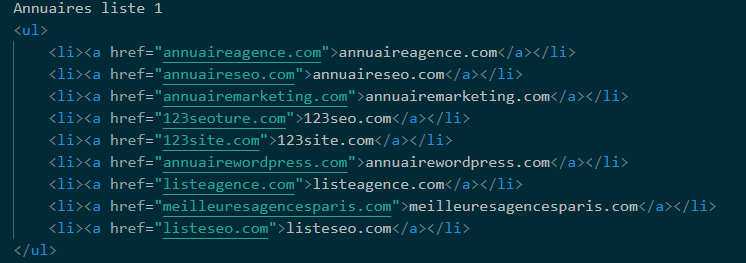 Annuaires liste 1
<ul>
<li><a href="annuaireagence.com">annuaireagence.com</a></li>
<li><a href="annuaireseo.com">annuaireseo.com</a></li>
<li><a href="annuairemarketing.com">annuairemarketing.com</a></li>
<li><a href="123seoture.com">123seo.com</a></li>
<li><a href="123site.com">123site.com</a></li>
<li><a href="annuairewordpress.com">annuairewordpress.com</a></li>
<li><a href="listeagence.com">listeagence.com</a></li>
<li><a href="meilleuresagencesparis.com">meilleuresagencesparis.com</a></li>
<li><a href="listeseo.com">listeseo.com</a></li>
</ul>